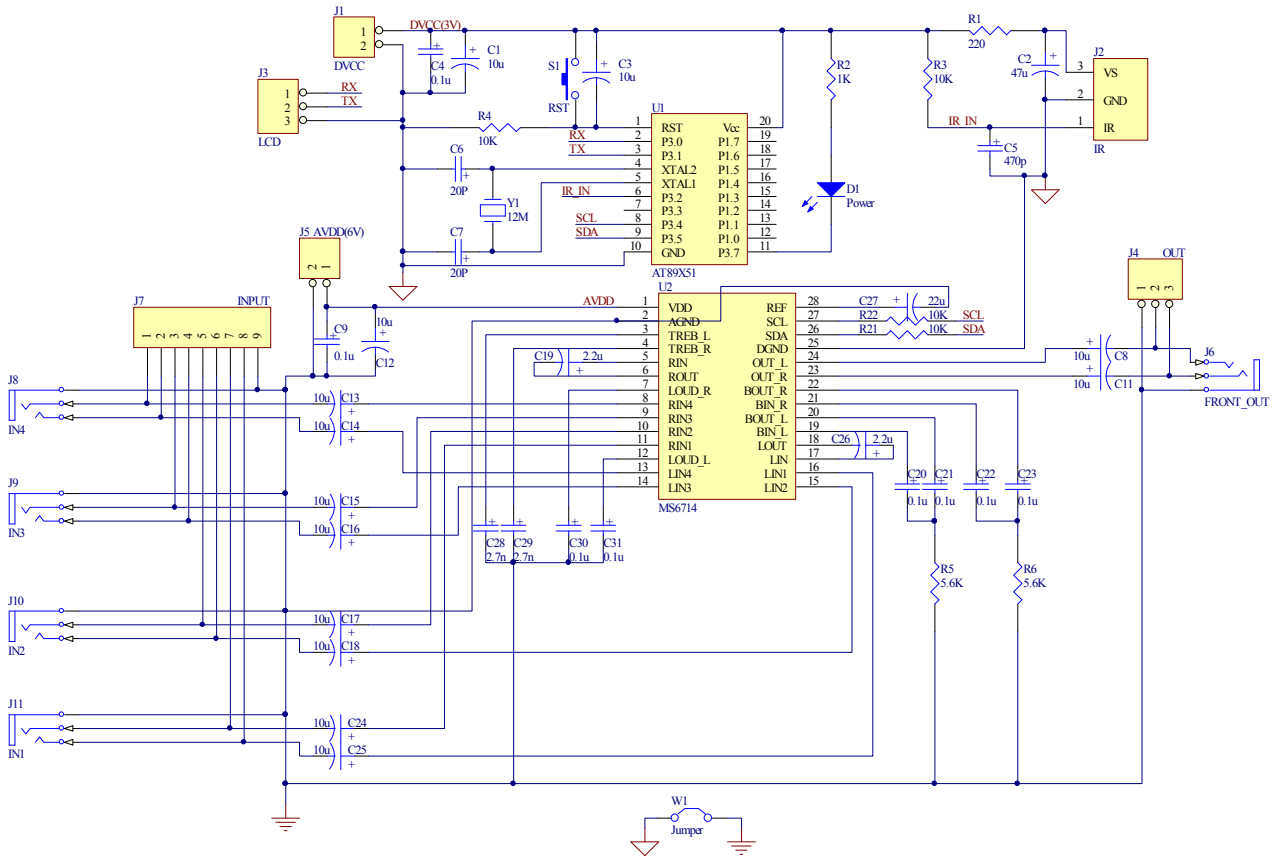 J1
1
2
DVCC
DVCC(3V)
C4
0.1u
C1
10u
S1
RST
C3
10u
R2
1K
R3
10K
R1
220
C2
47u
J2
3 VS
2 GND
1 IR
IR
J3
1
2
3
LCD
RX
TX
R4
10K
IR_IN
C5
470p
C6
20P
Y1
12M
C7
20P
RX
TX
IR_IN
SCL
SDA
U1
1 RST Vcc 20
2 P3.0 P1.7 19
3 P3.1 P1.6 18
4 XTAL2 P1.5 17
5 XTAL1 P1.4 16
6 P3.2 P1.3 15
7 P3.3 P1.2 14
8 P3.4 P1.1 13
9 P3.5 P1.0 12
10 GND P3.7 11
AT89X51
D1
Power
J5 AVDD(6V)
2 1
J4 OUT
1 2 3
J7 INPUT
1 2 3 4 5 6 7 8 9
C9
0.1u
10u
C12
AVDD
U2
1 VDD REF 28
2 AGND SCL 27
3 TREB_L SDA 26
4 TREB_R DGND 25
5 RIN OUT_L 24
6 ROUT OUT_R 23
7 LOUD_R BOUT_R 22
8 RIN4 BIN_R 21
9 RIN3 BOUT_L 20
10 RIN2 BIN_L 19
11 RIN1 LOUT 18
12 LOUD_L LIN 17
13 LIN4 LIN1 16
14 LIN3 LIN2 15
MS6714
C27 22u
R22 10K SCL
R21 10K SDA
C19 2.2u
C26 2.2u
10u C8
10u C11
J6
FRONT_OUT
J8
IN4
10u C13
10u C14
J9
IN3
10u C15
10u C16
C20
0.1u
C21
0.1u
C22
0.1u
C23
0.1u
C28
2.7n
C29
2.7n
C30
0.1u
C31
0.1u
R5
5.6K
R6
5.6K
J10
IN2
10u C17
10u C18
J11
IN1
10u C24
10u C25
W1
Jumper